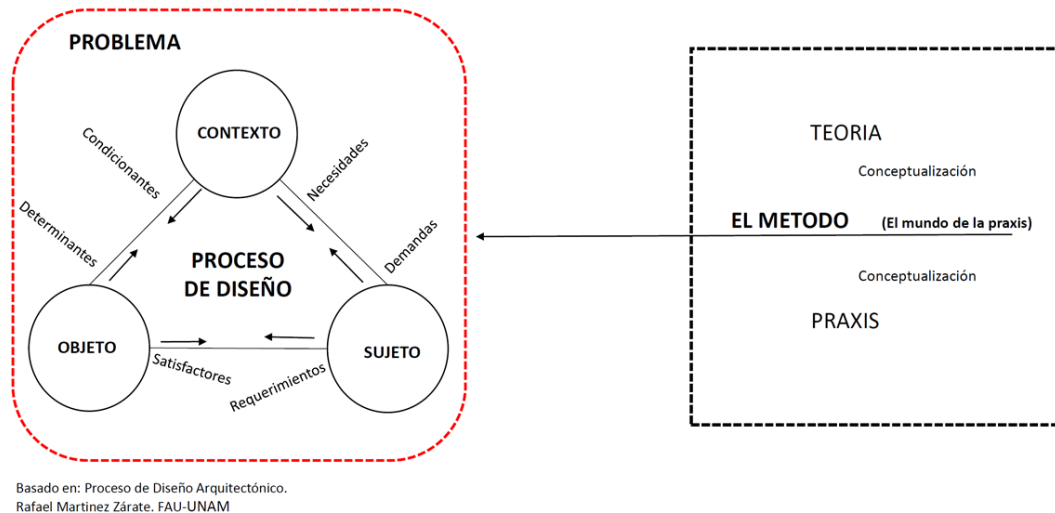 PROBLEMA
CONTEXTO
Condicionantes
Necesidades
Determinantes
Demandas
PROCESO
DE DISEÑO
OBJETO
SUJETO
Satisfactores
Requerimientos
TEORIA
Conceptualización
EL METODO (El mundo de la praxis)
Conceptualización
PRAXIS
Basado en: Proceso de Diseño Arquitectónico.
Rafael Martinez Zárate. FAU-UNAM